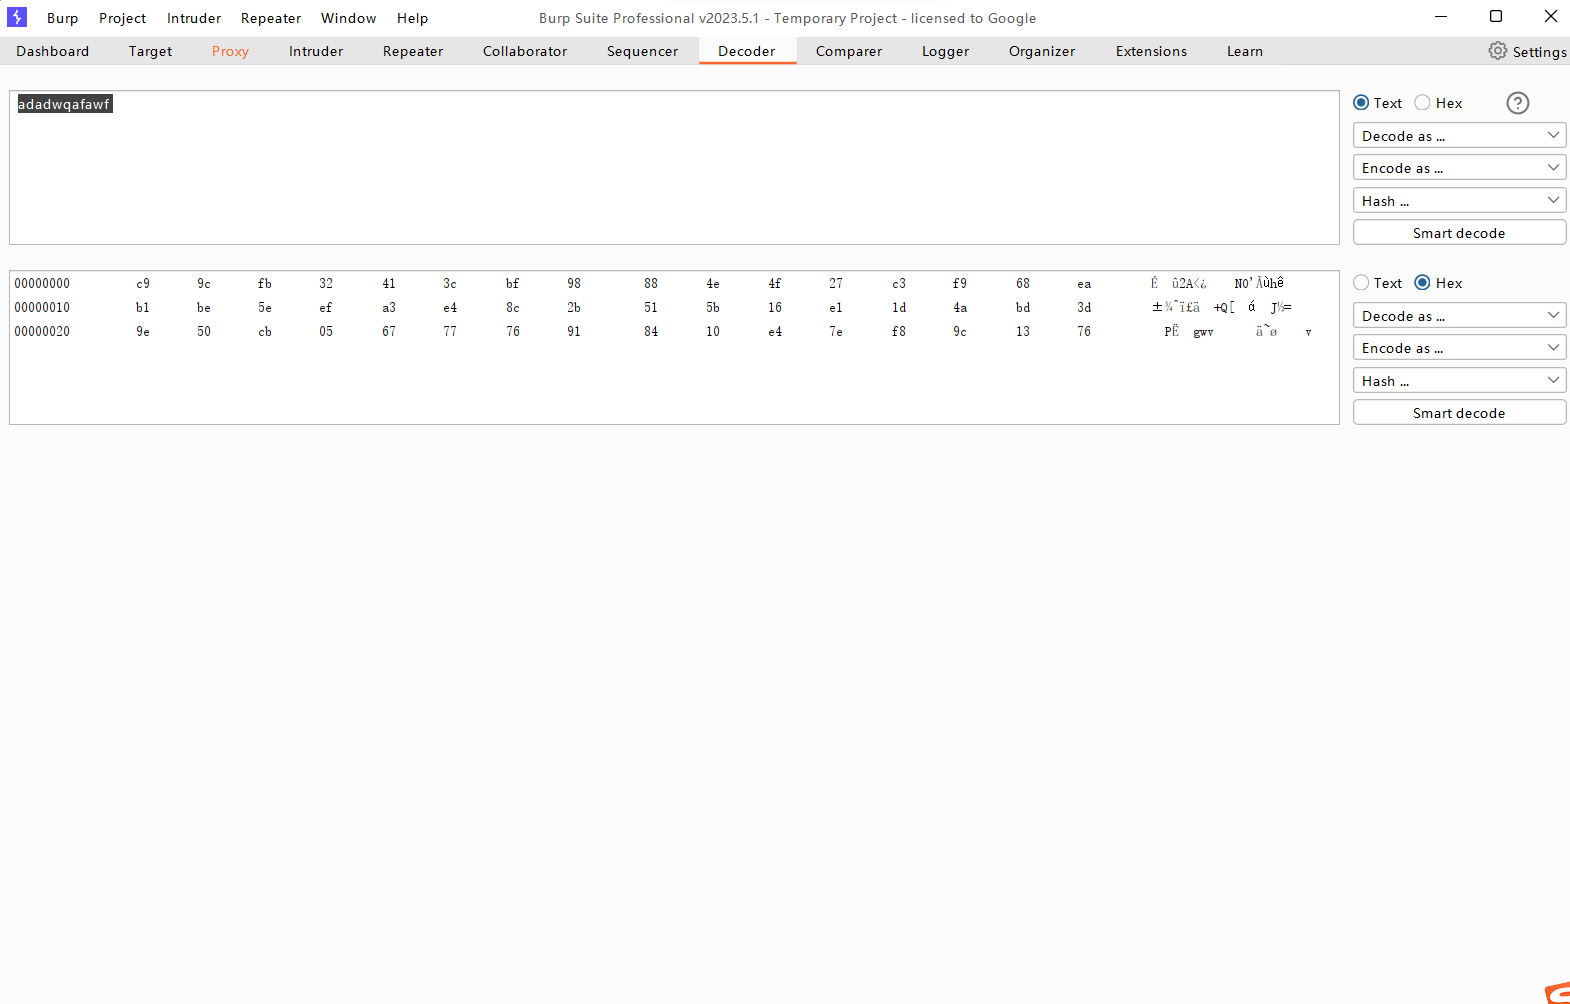 Burp Project Intruder Repeater Window Help Burp Suite Professional v2023.5.1 - Temporary Project - licensed to Google
Dashboard Target Proxy Intruder Repeater Collaborator Sequencer Decoder Comparer Logger Organizer Extensions Learn Settings
adadwqafawf
Text Hex ?
Decode as ...
Encode as ...
Hash ...
Smart decode
00000000 c9 9c fb 32 41 3c bf 98 88 4e 4f 27 c3 f9 68 ea É û2A<¿ NO'Ãùhê
00000010 b1 be 5e ef a3 e4 8c 2b 51 5b 16 e1 1d 4a bd 3d ±¾^ï£ä +Q[ á J½=
00000020 9e 50 cb 05 67 77 76 91 84 10 e4 7e f8 9c 13 76 PË gwv ä~ø v
Text Hex
Decode as ...
Encode as ...
Hash ...
Smart decode